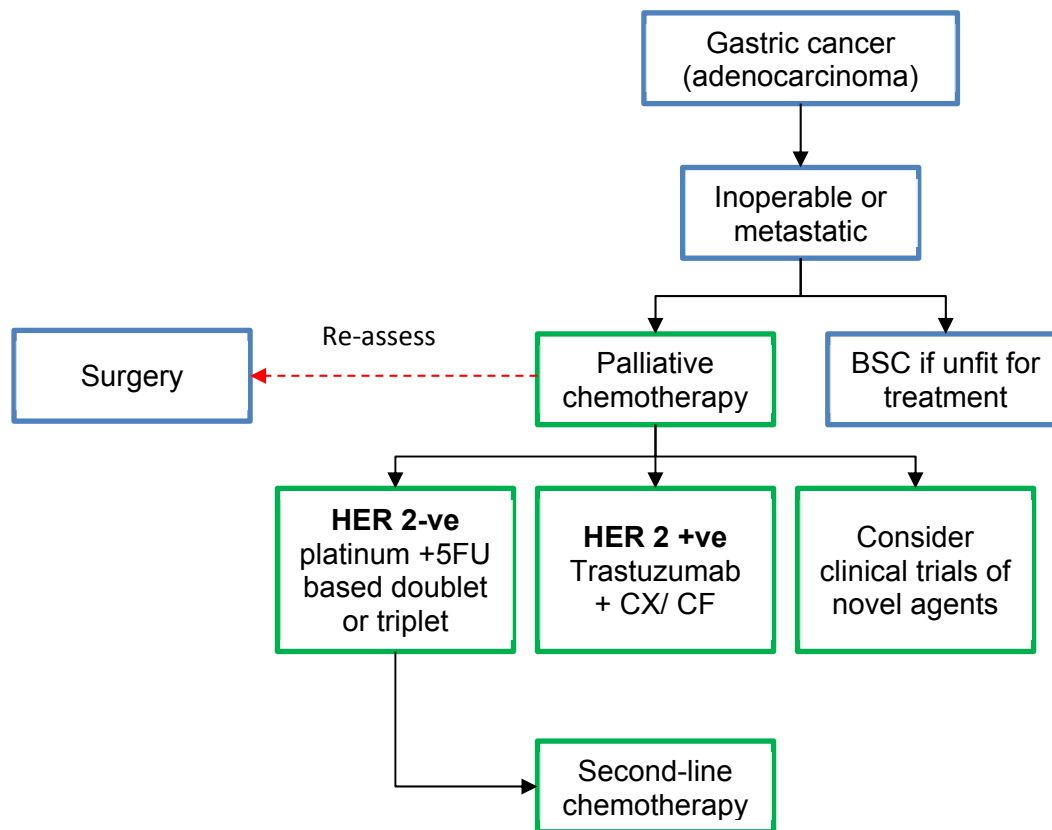 Gastric cancer
(adenocarcinoma)
Inoperable or
metastatic
Re-assess
Surgery
Palliative
chemotherapy
BSC if unfit for
treatment
HER 2-ve
platinum +5FU
based doublet
or triplet
HER 2 +ve
Trastuzumab
+ CX/ CF
Consider
clinical trials of
novel agents
Second-line
chemotherapy